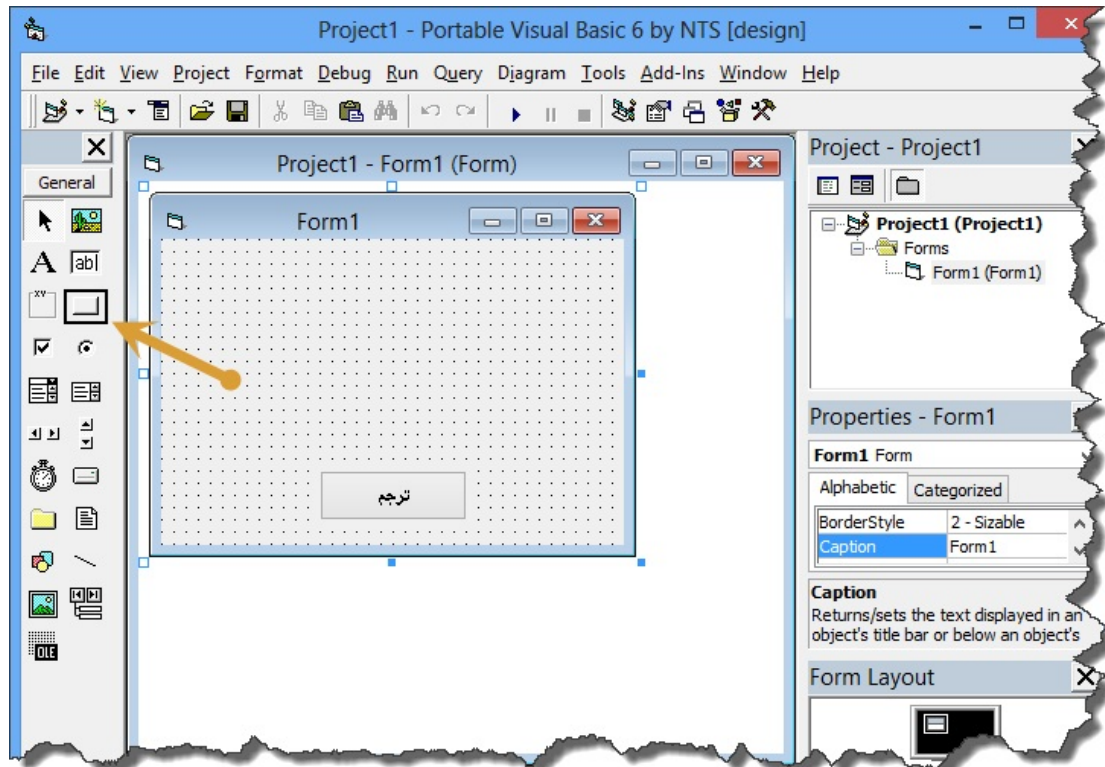 Project1 - Portable Visual Basic 6 by NTS [design]
File Edit View Project Format Debug Run Query Diagram Tools Add-Ins Window Help
General
A
ab
XY
OLE
Project1 - Form1 (Form)
Form1
ترجم
Project - Project1
Project1 (Project1)
Forms
Form1 (Form1)
Properties - Form1
Form1 Form
Alphabetic Categorized
BorderStyle 2 - Sizable
Caption Form1
Caption
Returns/sets the text displayed in an
object's title bar or below an object's
Form Layout